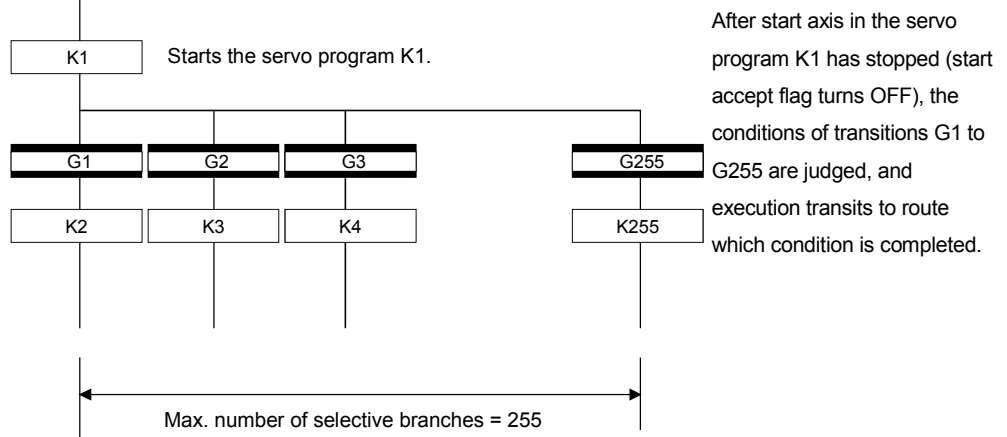 K1
Starts the servo program K1.
After start axis in the servo
program K1 has stopped (start
accept flag turns OFF), the
conditions of transitions G1 to
G255 are judged, and
execution transits to route
which condition is completed.
G1
G2
G3
G255
K2
K3
K4
K255
Max. number of selective branches = 255